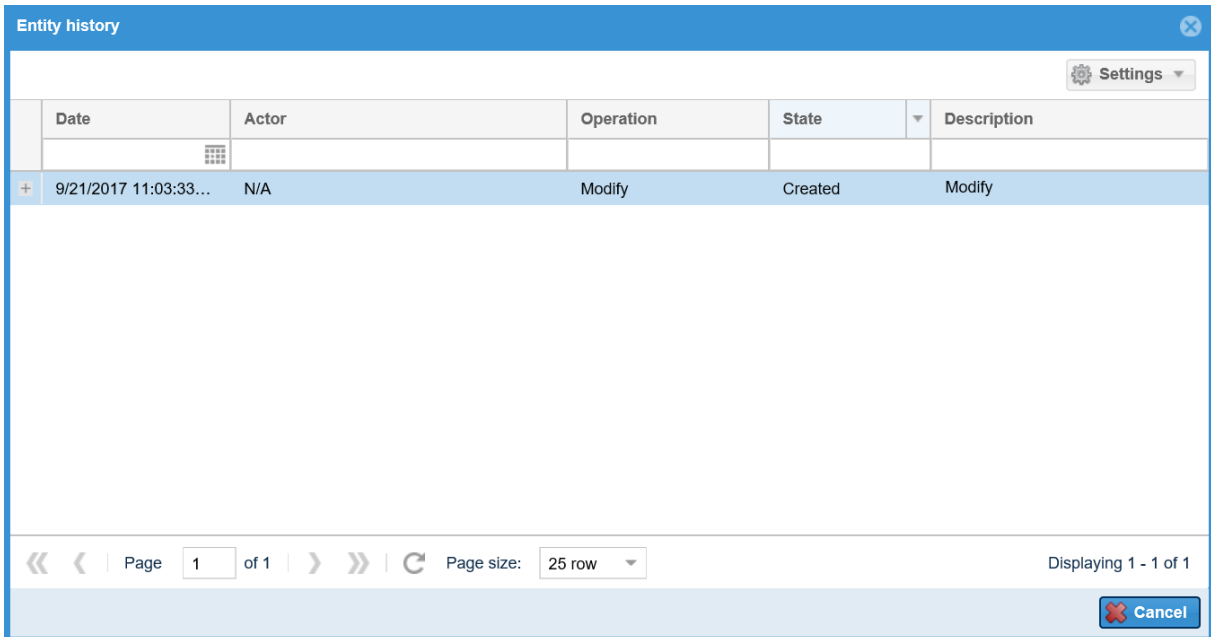 Entity history
Settings
Date Actor Operation State Description
9/21/2017 11:03:33... N/A Modify Created Modify
Page 1 of 1 Page size: 25 row Displaying 1 - 1 of 1
Cancel